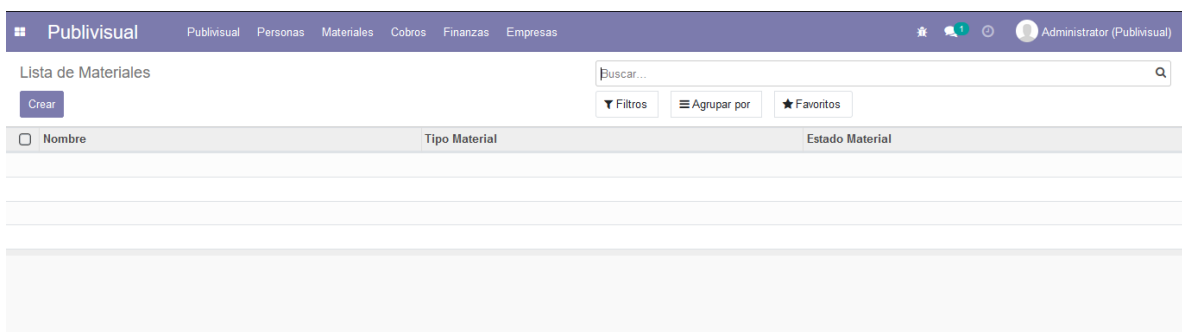 Publivisual Publivisual Personas Materiales Cobros Finanzas Empresas 1 Administrator (Publivisual)
Lista de Materiales Buscar...
Crear Filtros Agrupar por Favoritos
Nombre Tipo Material Estado Material